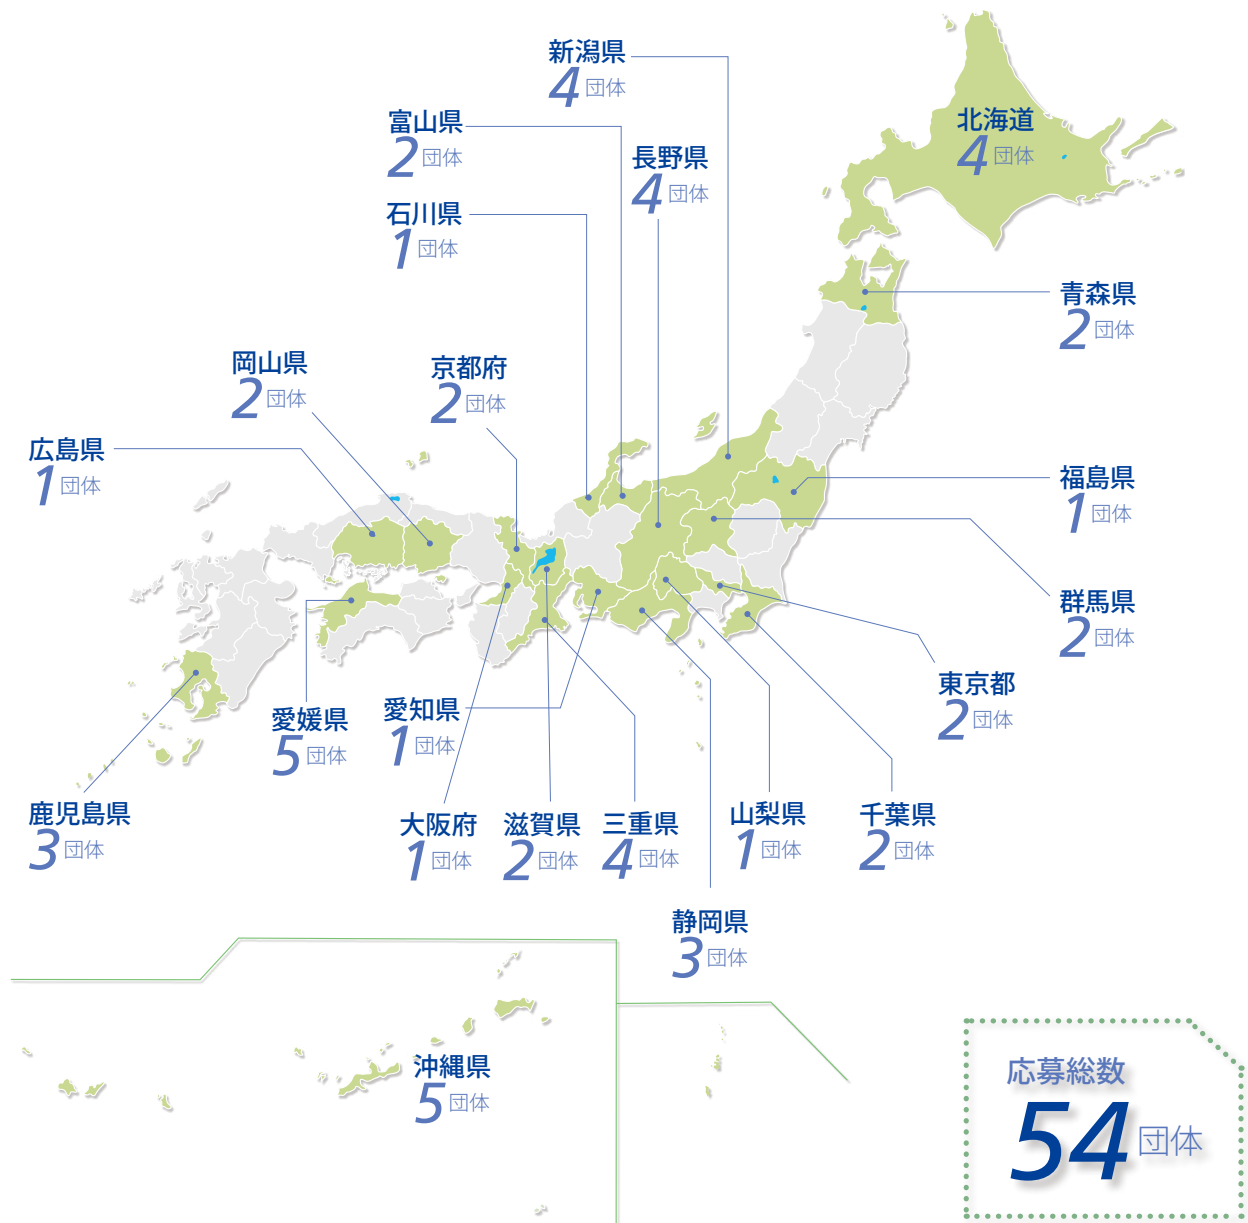 新潟県
4団体
富山県
2団体
石川県
1団体
長野県
4団体
北海道
4団体
青森県
2団体
岡山県
2団体
京都府
2団体
広島県
1団体
福島県
1団体
群馬県
2団体
東京都
2団体
愛媛県
5団体
愛知県
1団体
鹿児島県
3団体
大阪府
1団体
滋賀県
2団体
三重県
4団体
山梨県
1団体
千葉県
2団体
静岡県
3団体
沖縄県
5団体
応募総数
54団体